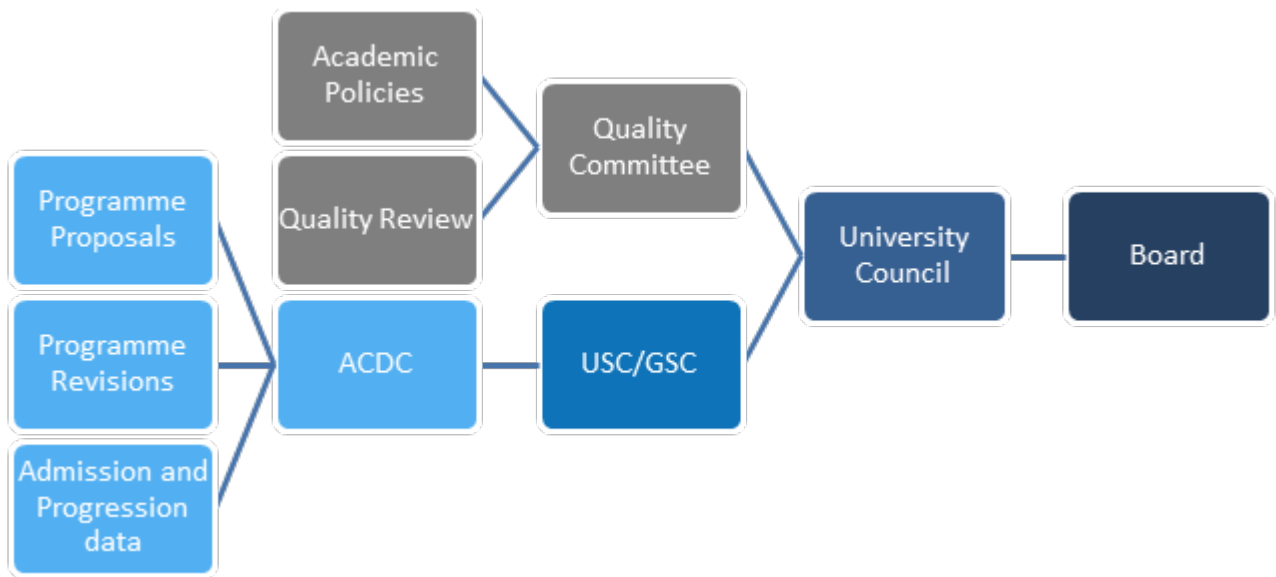 Academic
Policies
Quality
Committee
Programme
Proposals
Quality Review
University
Council
Board
Programme
Revisions
ACDC
USC/GSC
Admission and
Progression
data